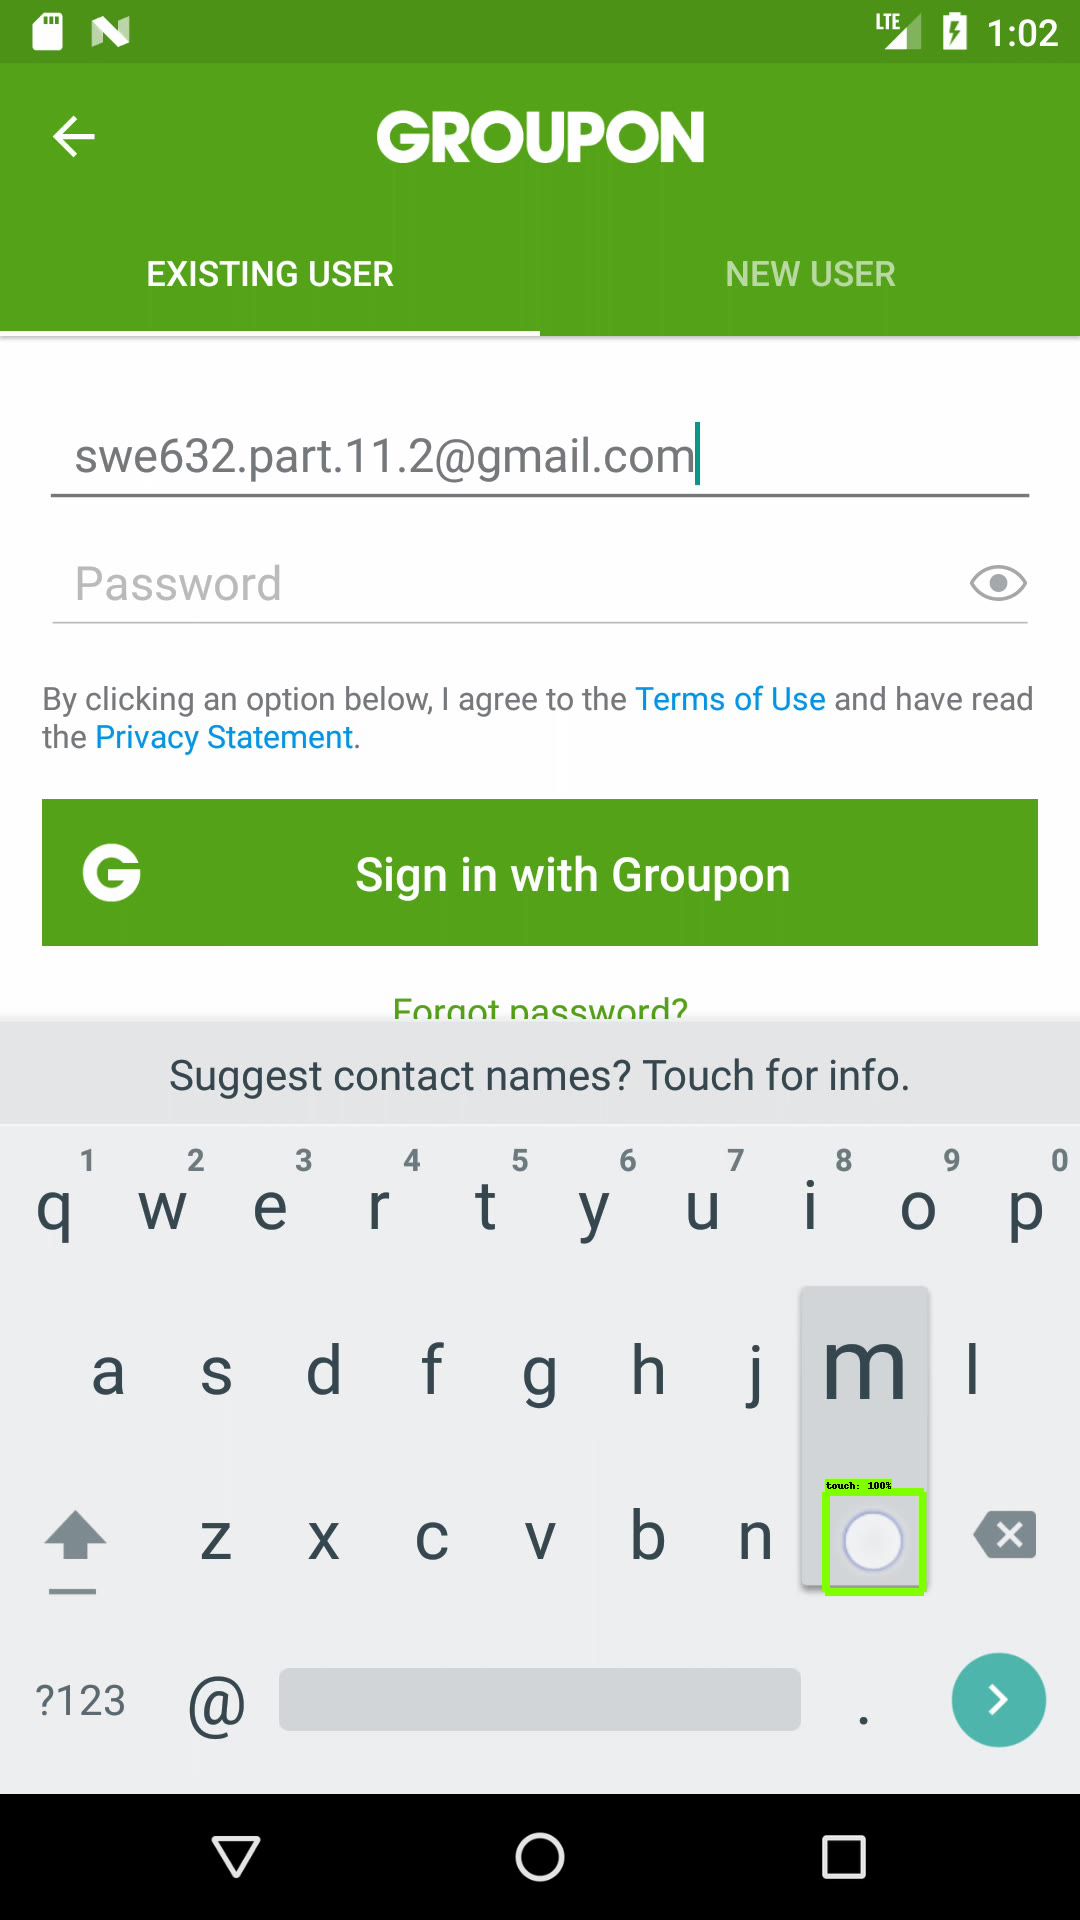 LTE 1:02
GROUPON
EXISTING USER NEW USER
swe632.part.11.2@gmail.com
Password
By clicking an option below, I agree to the Terms of Use and have read
the Privacy Statement.
G Sign in with Groupon
Forgot password?
Suggest contact names? Touch for info.
1 2 3 4 5 6 7 8 9 0
q w e r t y u i o p
a s d f g h j m l
touch: 100%
z x c v b n
?123 @ .